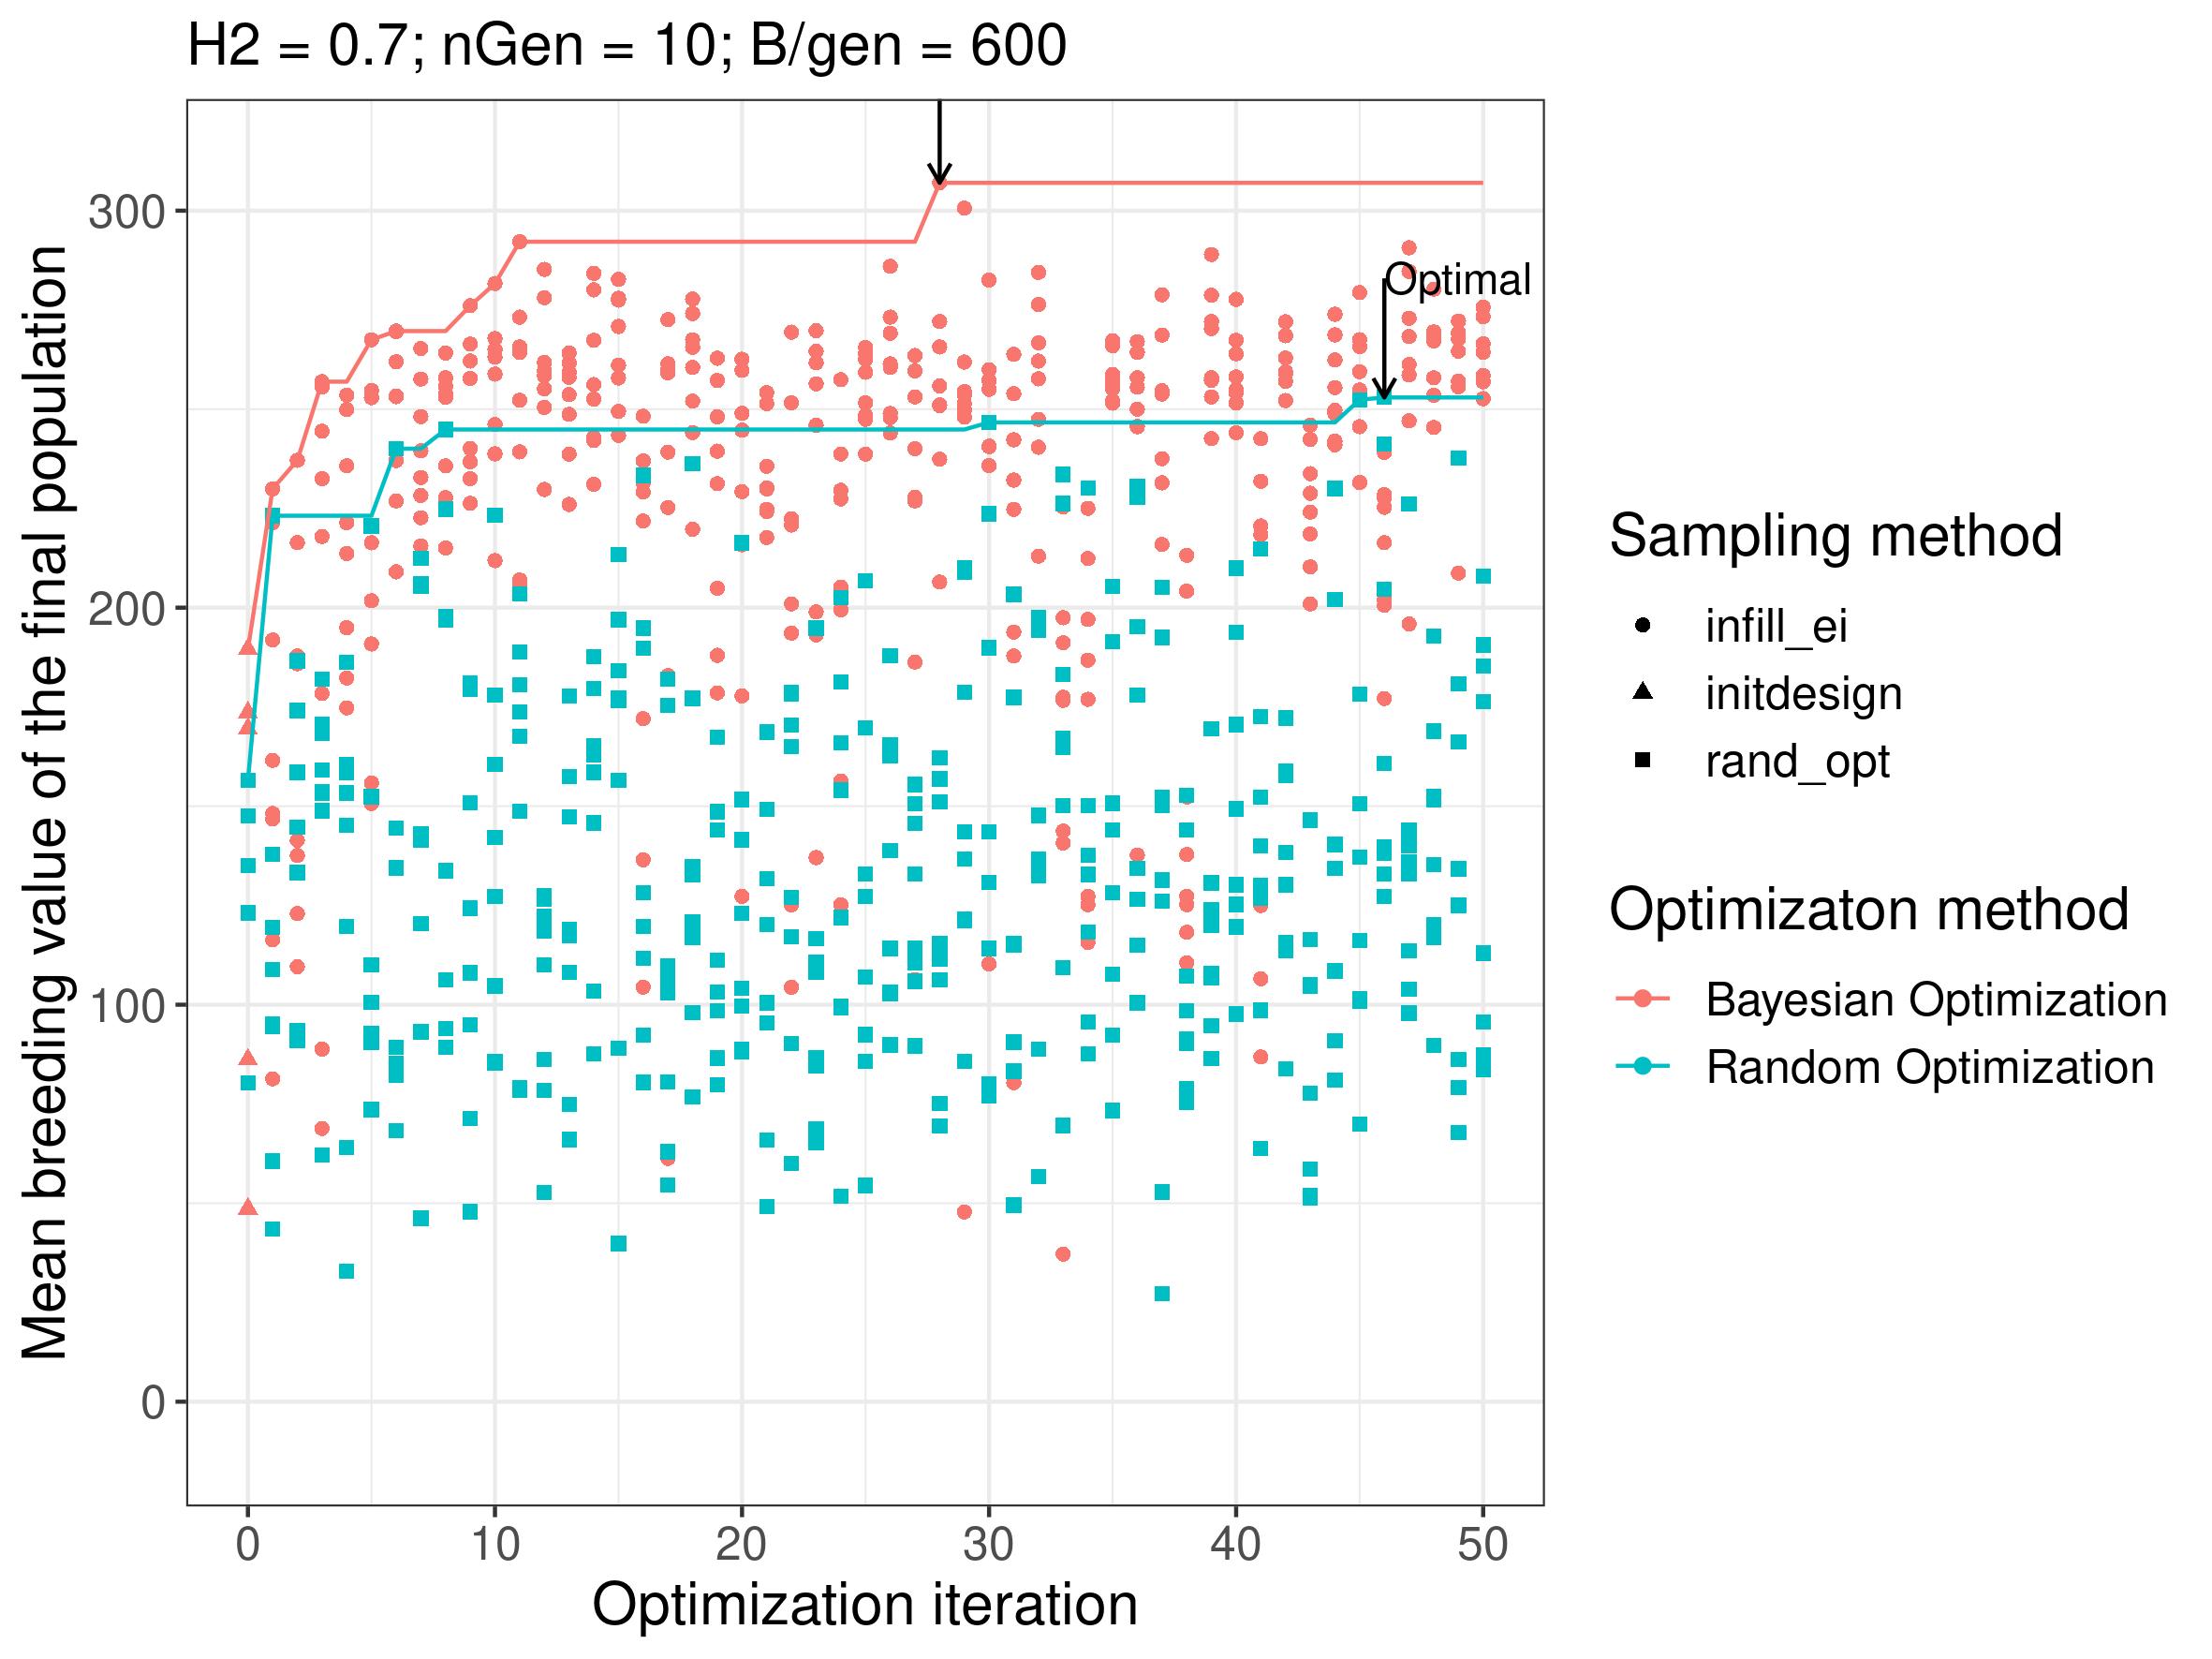 H2 = 0.7; nGen = 10; B/gen = 600
Mean breeding value of the final population
300
200
100
0
Optimal
0 10 20 30 40 50
Optimization iteration
Sampling method
infill_ei
initdesign
rand_opt
Optimizaton method
Bayesian Optimization
Random Optimization